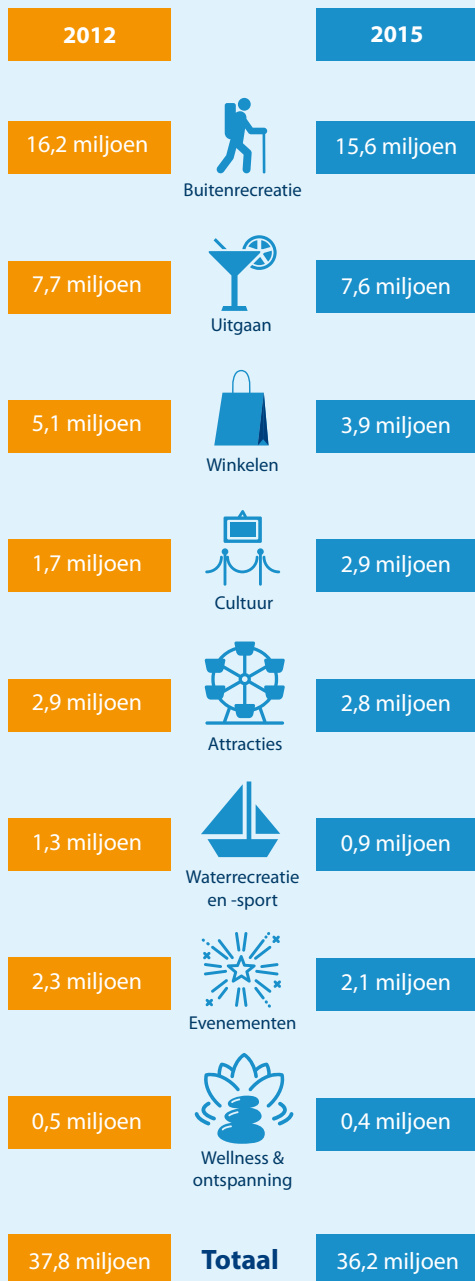 2012
2015
16,2 miljoen
Buitenrecreatie
15,6 miljoen
7,7 miljoen
Uitgaan
7,6 miljoen
5,1 miljoen
Winkelen
3,9 miljoen
1,7 miljoen
Cultuur
2,9 miljoen
2,9 miljoen
Attracties
2,8 miljoen
1,3 miljoen
Waterrecreatie
en -sport
0,9 miljoen
2,3 miljoen
Evenementen
2,1 miljoen
0,5 miljoen
Wellness &
ontspanning
0,4 miljoen
37,8 miljoen
Totaal
36,2 miljoen